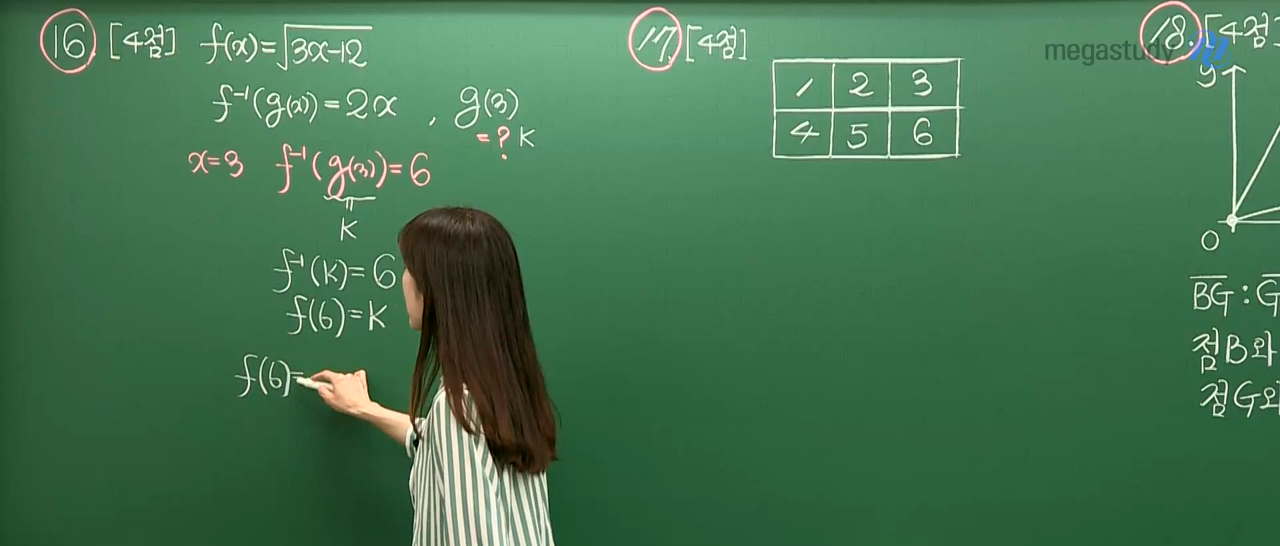 16 [4점] f(x)=√3x-12
f⁻¹(g(x))=2x , g(3)
=? K
x=3 f⁻¹(g(3))=6
=
K
f⁻¹(K)=6
f(6)=K
f(6)=
17. [4점]
1 2 3
4 5 6
megastudy M
18. [4점]
y
O
BG : G
점B와
점G와